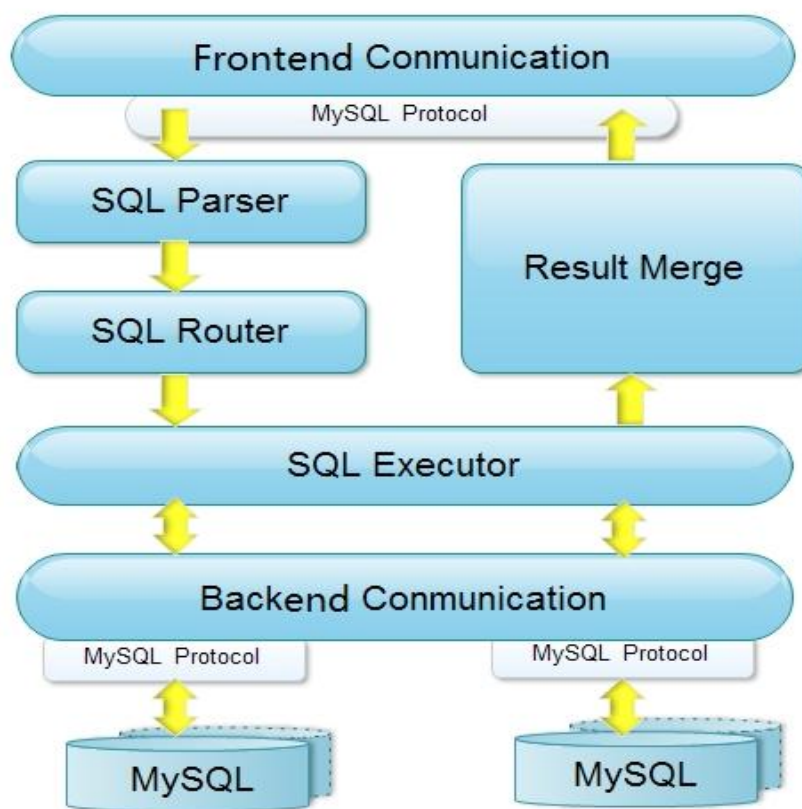 Frontend Conmunication
MySQL Protocol
SQL Parser
SQL Router
Result Merge
SQL Executor
Backend Conmunication
MySQL Protocol
MySQL Protocol
MySQL
MySQL